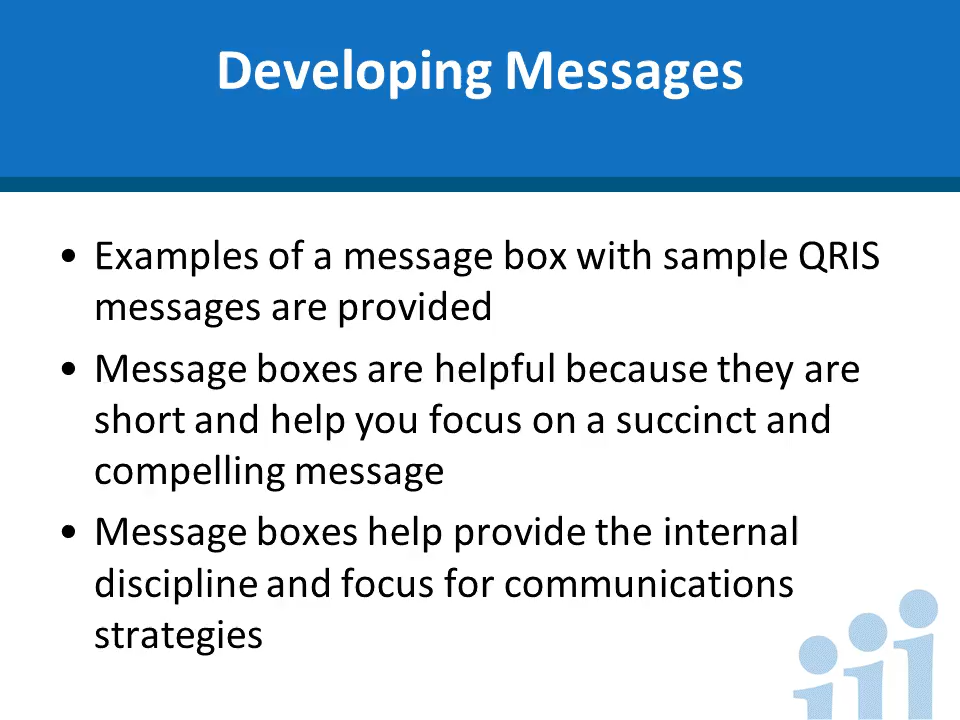 Developing Messages
• Examples of a message box with sample QRIS
messages are provided
• Message boxes are helpful because they are
short and help you focus on a succinct and
compelling message
• Message boxes help provide the internal
discipline and focus for communications
strategies